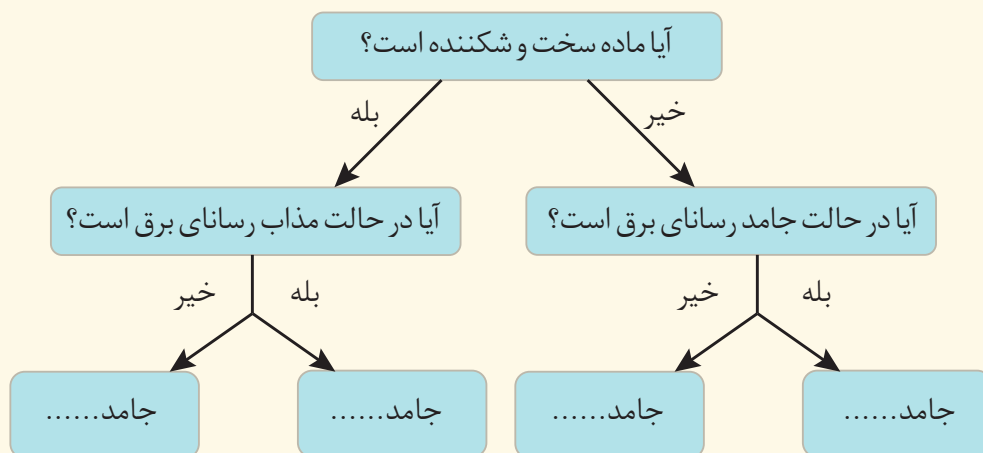 آیا ماده سخت و شکننده است؟
خیر
بله
آیا در حالت جامد رسانای برق است؟
آیا در حالت مذاب رسانای برق است؟
بله
خیر
بله
خیر
جامد......
جامد......
جامد......
جامد......